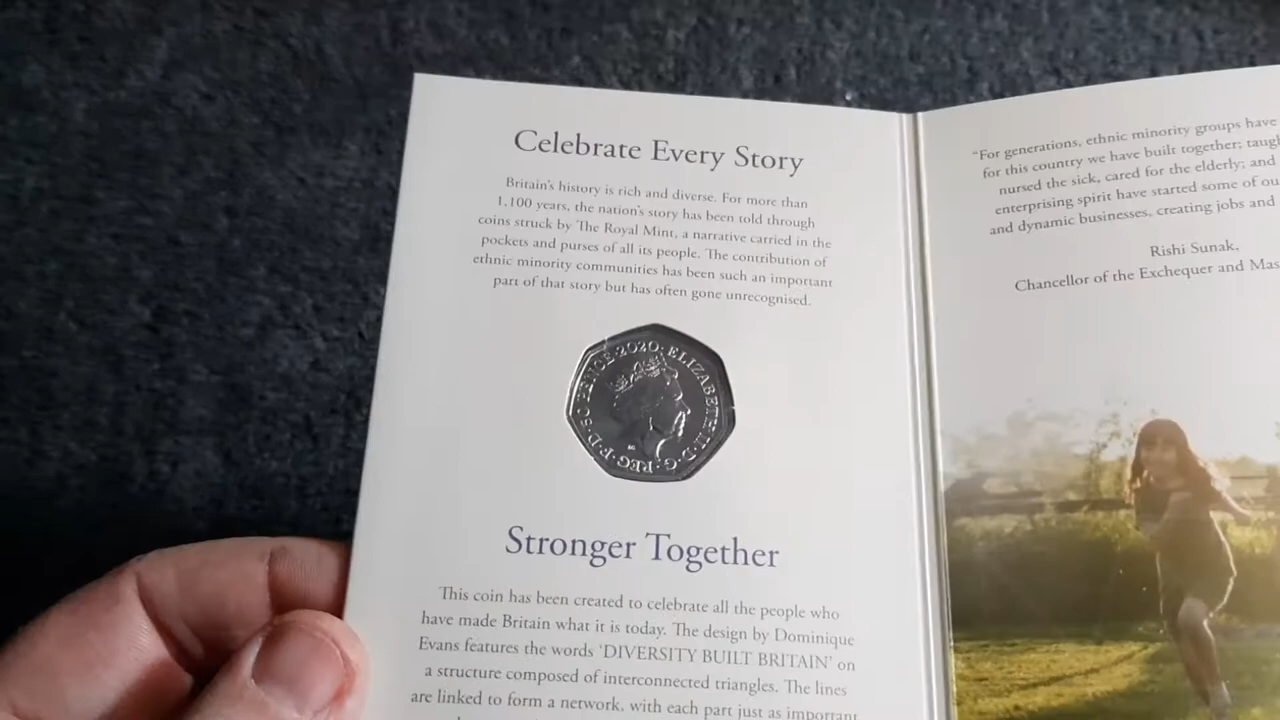 Celebrate Every Story
Britain's history is rich and diverse. For more than
1,100 years, the nation's story has been told through
coins struck by The Royal Mint, a narrative carried in the
pockets and purses of all its people. The contribution of
ethnic minority communities has been such an important
part of that story but has often gone unrecognised.
ELIZABETH II · D · G · REG · F · D · 50 PENCE · 2020 ·
Stronger Together
This coin has been created to celebrate all the people who
have made Britain what it is today. The design by Dominique
Evans features the words 'DIVERSITY BUILT BRITAIN' on
a structure composed of interconnected triangles. The lines
are linked to form a network, with each part just as important
"For generations, ethnic minority groups have
for this country we have built together; taug
nursed the sick, cared for the elderly; and
enterprising spirit have started some of ou
and dynamic businesses, creating jobs and
Rishi Sunak,
Chancellor of the Exchequer and Mas